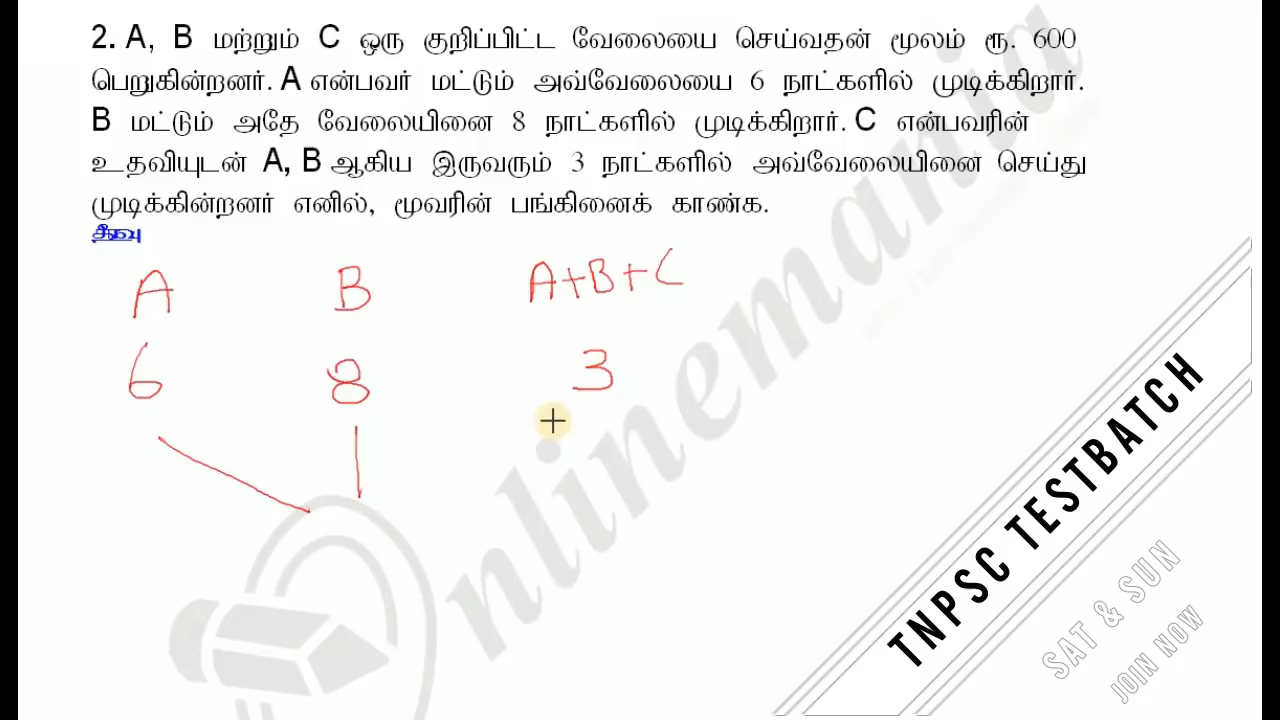 2. A, B மற்றும் C ஒரு குறிப்பிட்ட வேலையை செய்வதன் மூலம் ரூ. 600
பெறுகின்றனர். A என்பவர் மட்டும் அவ்வேலையை 6 நாட்களில் முடிக்கிறார்.
B மட்டும் அதே வேலையினை 8 நாட்களில் முடிக்கிறார். C என்பவரின்
உதவியுடன் A, B ஆகிய இருவரும் 3 நாட்களில் அவ்வேலையினை செய்து
முடிக்கின்றனர் எனில், மூவரின் பங்கினைக் காண்க.
தீர்வு
A B A+B+C
6 8 3
nlinemania
TNPSC TESTBATCH
SAT & SUN
JOIN NOW